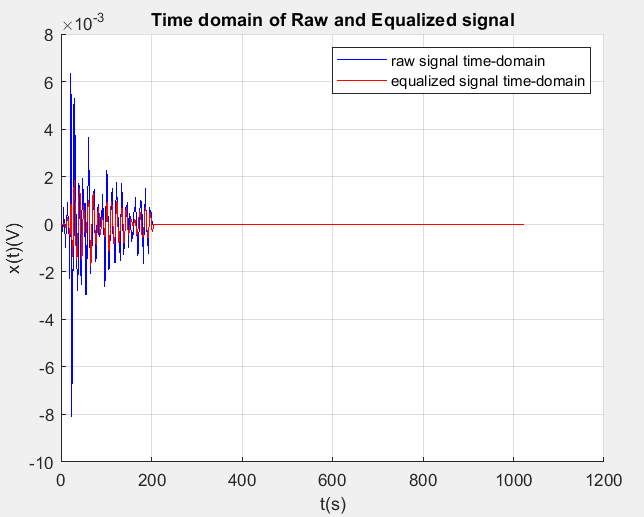 Time domain of Raw and Equalized signal
×10⁻³
8
6
4
2
0
-2
-4
-6
-8
-10
x(t)(V)
raw signal time-domain
equalized signal time-domain
0 200 400 600 800 1000 1200
t(s)